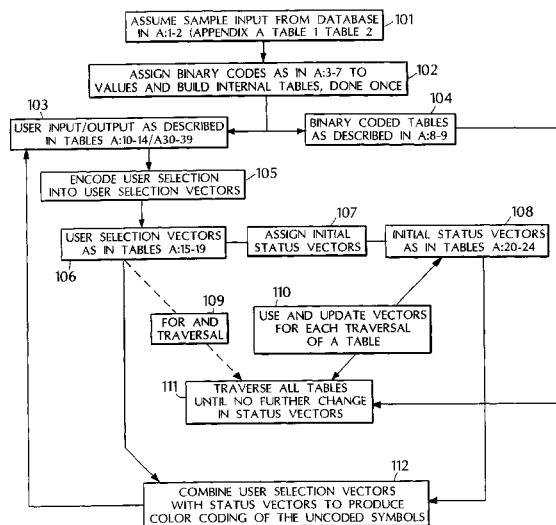 ASSUME SAMPLE INPUT FROM DATABASE
IN A:1-2 (APPENDIX A TABLE 1 TABLE 2
101
ASSIGN BINARY CODES AS IN A:3-7 TO
VALUES AND BUILD INTERNAL TABLES, DONE ONCE
102
103
USER INPUT/OUTPUT AS DESCRIBED
IN TABLES A:10-14/A30-39
104
BINARY CODED TABLES
AS DESCRIBED IN A:8-9
ENCODE USER SELECTION
INTO USER SELECTION VECTORS
105
USER SELECTION VECTORS
AS IN TABLES A:15-19
106
107
ASSIGN INITIAL
STATUS VECTORS
108
INITIAL STATUS VECTORS
AS IN TABLES A:20-24
109
FOR AND
TRAVERSAL
110
USE AND UPDATE VECTORS
FOR EACH TRAVERSAL
OF A TABLE
111
TRAVERSE ALL TABLES
UNTIL NO FURTHER CHANGE
IN STATUS VECTORS
112
COMBINE USER SELECTION VECTORS
WITH STATUS VECTORS TO PRODUCE
COLOR CODING OF THE UNCODED SYMBOLS